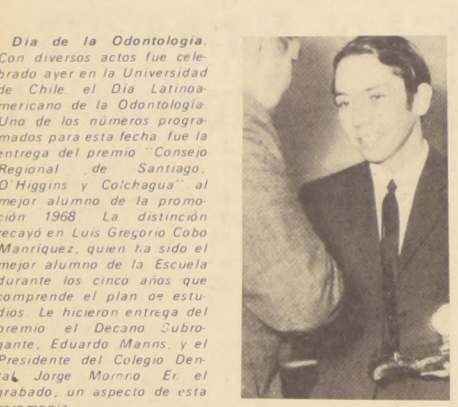 Día de la Odontología.
Con diversos actos fue cele-
brado ayer en la Universidad
de Chile, el Día Latinoa-
mericano de la Odontología.
Uno de los números progra-
mados para esta fecha fue la
entrega del premio "Consejo
Regional de Santiago,
O'Higgins y Colchagua" al
mejor alumno de la promo-
ción 1968. La distinción
recayó en Luis Gregorio Cobo
Manríquez, quien ha sido el
mejor alumno de la Escuela
durante los cinco años que
comprende el plan de estu-
dios. Le hicieron entrega del
premio el Decano Subro-
gante, Eduardo Manns, y el
Presidente del Colegio Den-
tal, Jorge Moreno. En el
grabado, un aspecto de esta
ceremonia